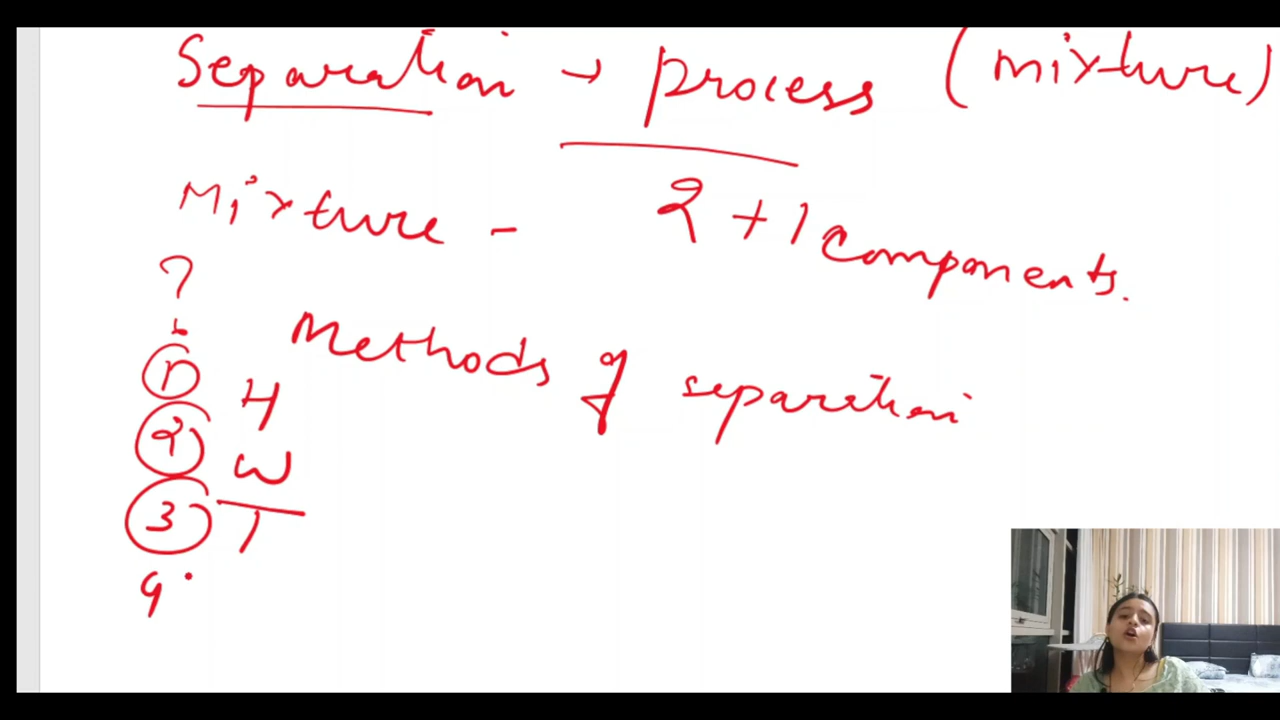 Separation → process (mixture)
Mixture - 2 + 1 components.
?
Methods of separation
1 H
2 W
3 T
4.